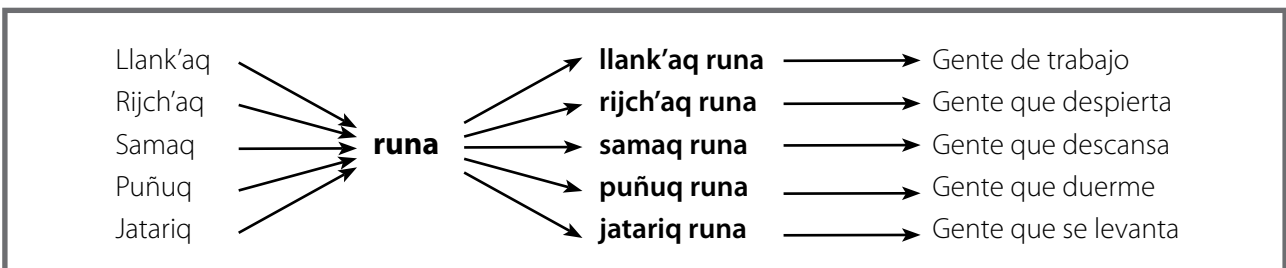 Llank'aq llank'aq runa Gente de trabajo
Rijch'aq rijch'aq runa Gente que despierta
Samaq runa samaq runa Gente que descansa
Puñuq puñuq runa Gente que duerme
Jatariq jatariq runa Gente que se levanta